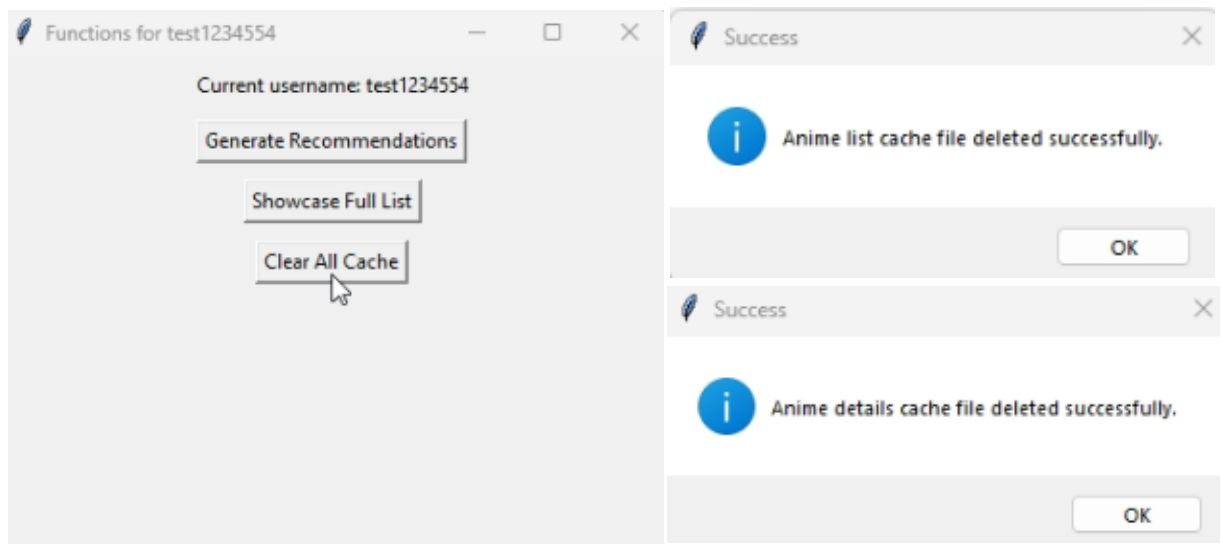 Functions for test1234554
Current username: test1234554
Generate Recommendations
Showcase Full List
Clear All Cache
Success
Anime list cache file deleted successfully.
OK
Success
Anime details cache file deleted successfully.
OK